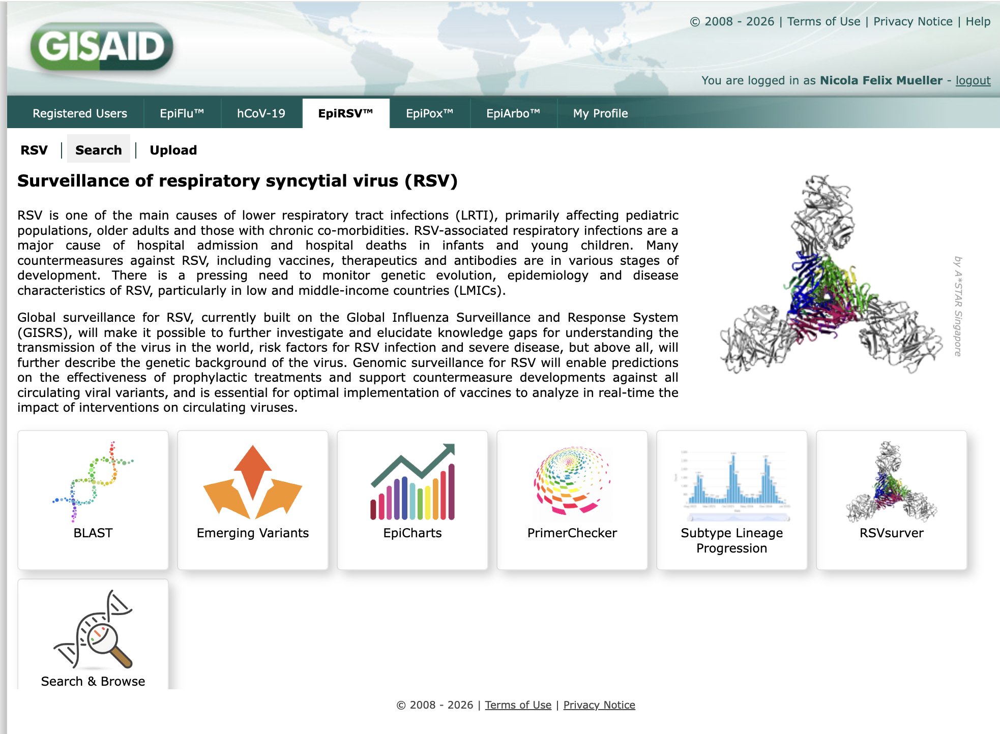 GISAID
© 2008 - 2026 | Terms of Use | Privacy Notice | Help
You are logged in as Nicola Felix Mueller - logout
Registered Users EpiFlu™ hCoV-19 EpiRSV™ EpiPox™ EpiArbo™ My Profile
RSV | Search | Upload
Surveillance of respiratory syncytial virus (RSV)
RSV is one of the main causes of lower respiratory tract infections (LRTI), primarily affecting pediatric
populations, older adults and those with chronic co-morbidities. RSV-associated respiratory infections are a
major cause of hospital admission and hospital deaths in infants and young children. Many
countermeasures against RSV, including vaccines, therapeutics and antibodies are in various stages of
development. There is a pressing need to monitor genetic evolution, epidemiology and disease
characteristics of RSV, particularly in low and middle-income countries (LMICs).
Global surveillance for RSV, currently built on the Global Influenza Surveillance and Response System
(GISRS), will make it possible to further investigate and elucidate knowledge gaps for understanding the
transmission of the virus in the world, risk factors for RSV infection and severe disease, but above all, will
further describe the genetic background of the virus. Genomic surveillance for RSV will enable predictions
on the effectiveness of prophylactic treatments and support countermeasure developments against all
circulating viral variants, and is essential for optimal implementation of vaccines to analyze in real-time the
impact of interventions on circulating viruses.
by A*STAR Singapore
BLAST
Emerging Variants
EpiCharts
PrimerChecker
Subtype Lineage
Progression
RSVsurver
Search & Browse
© 2008 - 2026 | Terms of Use | Privacy Notice